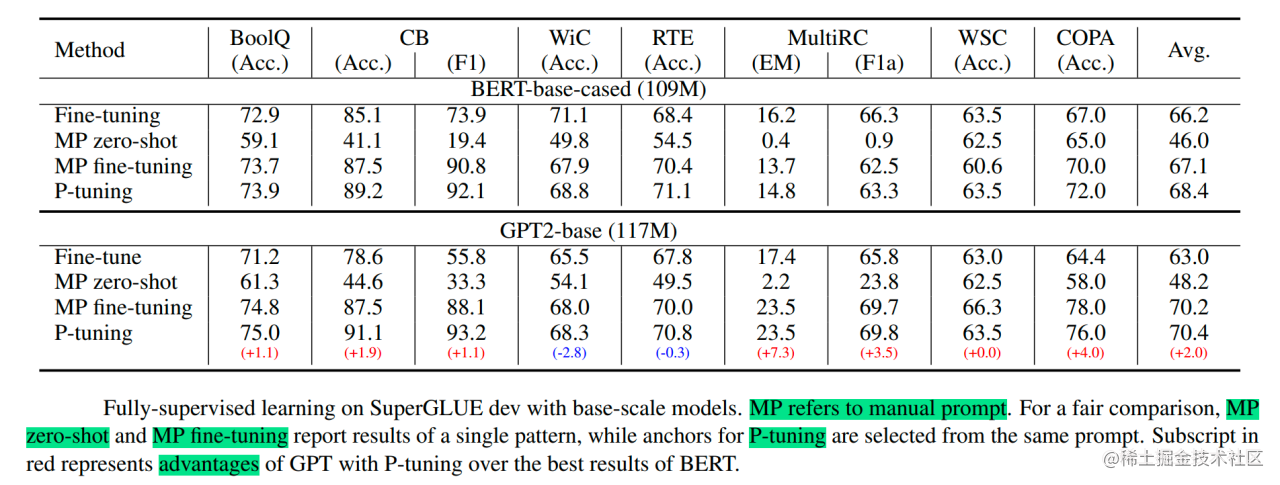 Method BoolQ CB WiC RTE MultiRC WSC COPA Avg.
(Acc.) (Acc.) (F1) (Acc.) (Acc.) (EM) (F1a) (Acc.) (Acc.)
BERT-base-cased (109M)
Fine-tuning 72.9 85.1 73.9 71.1 68.4 16.2 66.3 63.5 67.0 66.2
MP zero-shot 59.1 41.1 19.4 49.8 54.5 0.4 0.9 62.5 65.0 46.0
MP fine-tuning 73.7 87.5 90.8 67.9 70.4 13.7 62.5 60.6 70.0 67.1
P-tuning 73.9 89.2 92.1 68.8 71.1 14.8 63.3 63.5 72.0 68.4
GPT2-base (117M)
Fine-tune 71.2 78.6 55.8 65.5 67.8 17.4 65.8 63.0 64.4 63.0
MP zero-shot 61.3 44.6 33.3 54.1 49.5 2.2 23.8 62.5 58.0 48.2
MP fine-tuning 74.8 87.5 88.1 68.0 70.0 23.5 69.7 66.3 78.0 70.2
P-tuning 75.0 91.1 93.2 68.3 70.8 23.5 69.8 63.5 76.0 70.4
(+1.1) (+1.9) (+1.1) (-2.8) (-0.3) (+7.3) (+3.5) (+0.0) (+4.0) (+2.0)
Fully-supervised learning on SuperGLUE dev with base-scale models. MP refers to manual prompt. For a fair comparison, MP
zero-shot and MP fine-tuning report results of a single pattern, while anchors for P-tuning are selected from the same prompt. Subscript in
red represents advantages of GPT with P-tuning over the best results of BERT.
@稀土掘金技术社区